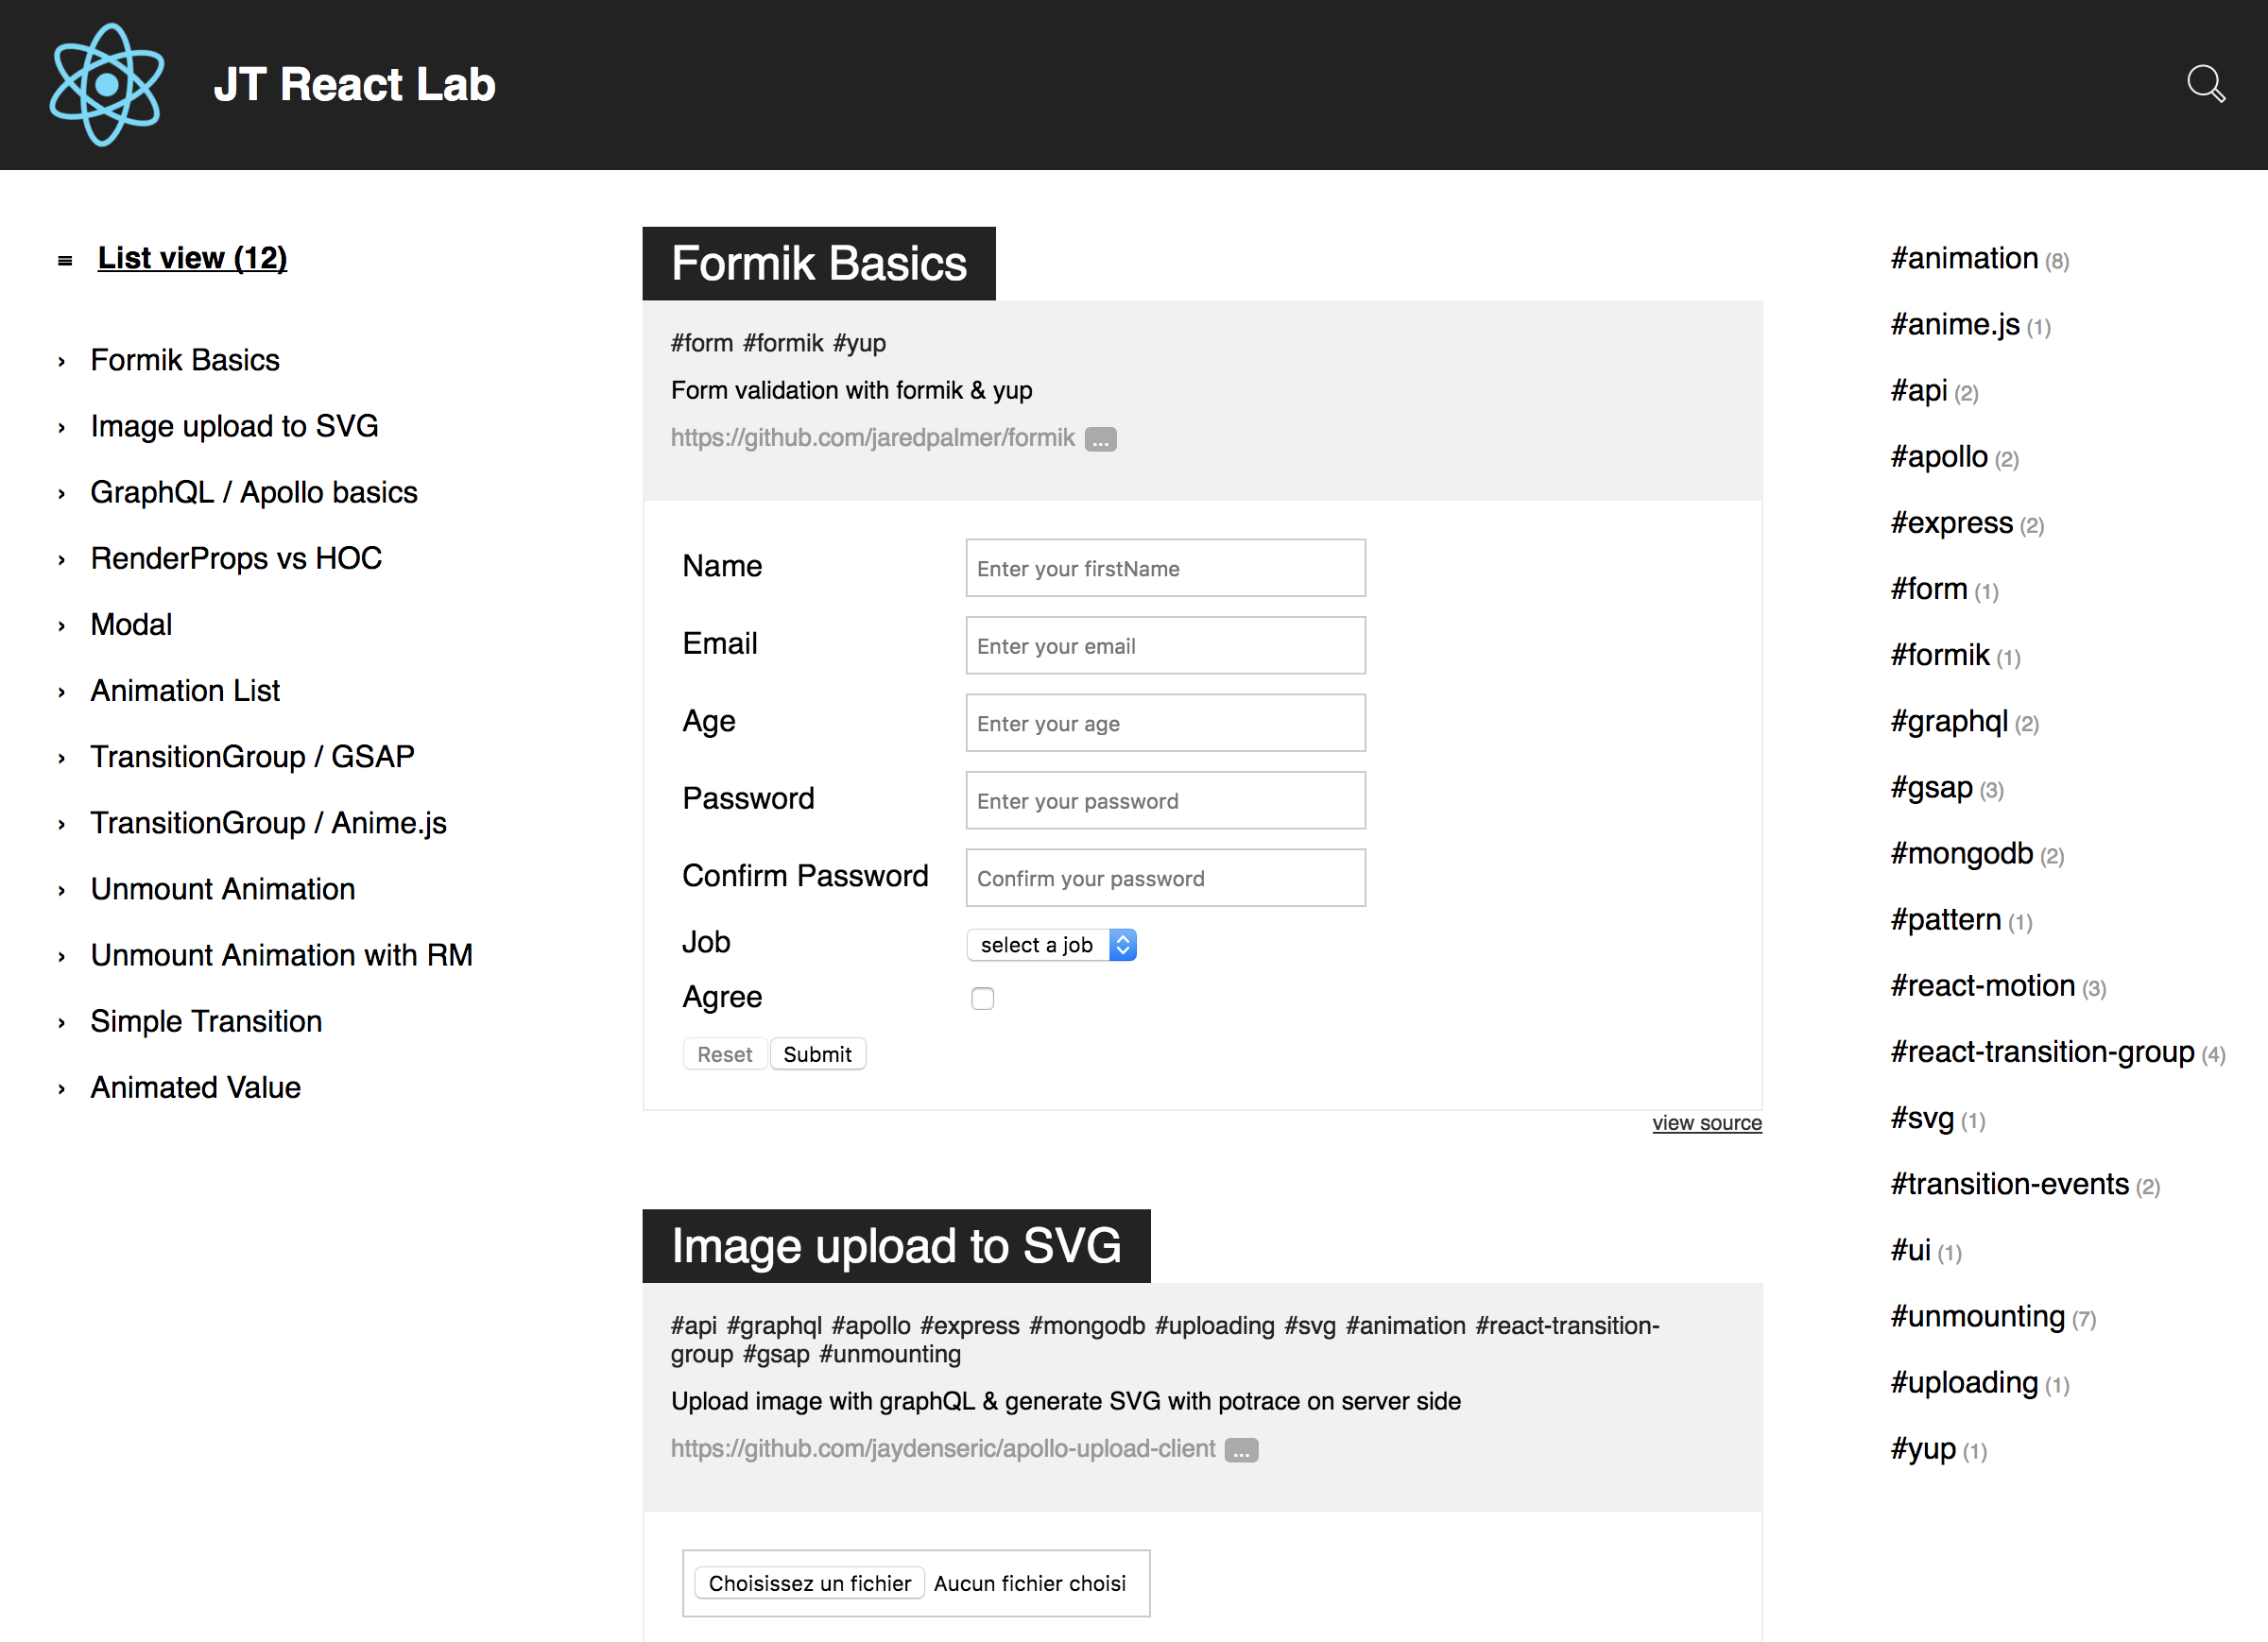 JT React Lab
List view (12)
Formik Basics
Image upload to SVG
GraphQL / Apollo basics
RenderProps vs HOC
Modal
Animation List
TransitionGroup / GSAP
TransitionGroup / Anime.js
Unmount Animation
Unmount Animation with RM
Simple Transition
Animated Value
Formik Basics
#form #formik #yup
Form validation with formik & yup
https://github.com/jaredpalmer/formik ...
Name Enter your firstName
Email Enter your email
Age Enter your age
Password Enter your password
Confirm Password Confirm your password
Job select a job
Agree
Reset Submit
view source
Image upload to SVG
#api #graphql #apollo #express #mongodb #uploading #svg #animation #react-transition-
group #gsap #unmounting
Upload image with graphQL & generate SVG with potrace on server side
https://github.com/jaydenseric/apollo-upload-client ...
Choisissez un fichier Aucun fichier choisi
#animation (8)
#anime.js (1)
#api (2)
#apollo (2)
#express (2)
#form (1)
#formik (1)
#graphql (2)
#gsap (3)
#mongodb (2)
#pattern (1)
#react-motion (3)
#react-transition-group (4)
#svg (1)
#transition-events (2)
#ui (1)
#unmounting (7)
#uploading (1)
#yup (1)